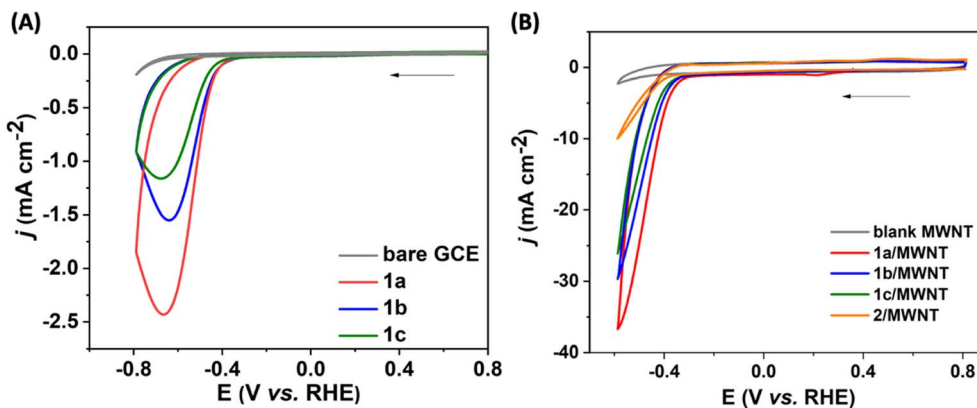 (A)
0.0
-0.5
-1.0
-1.5
-2.0
-2.5
j (mA cm⁻²)
bare GCE
1a
1b
1c
-0.8 -0.4 0.0 0.4 0.8
E (V vs. RHE)
(B)
0
-10
-20
-30
-40
j (mA cm⁻²)
blank MWNT
1a/MWNT
1b/MWNT
1c/MWNT
2/MWNT
-0.4 0.0 0.4 0.8
E (V vs. RHE)